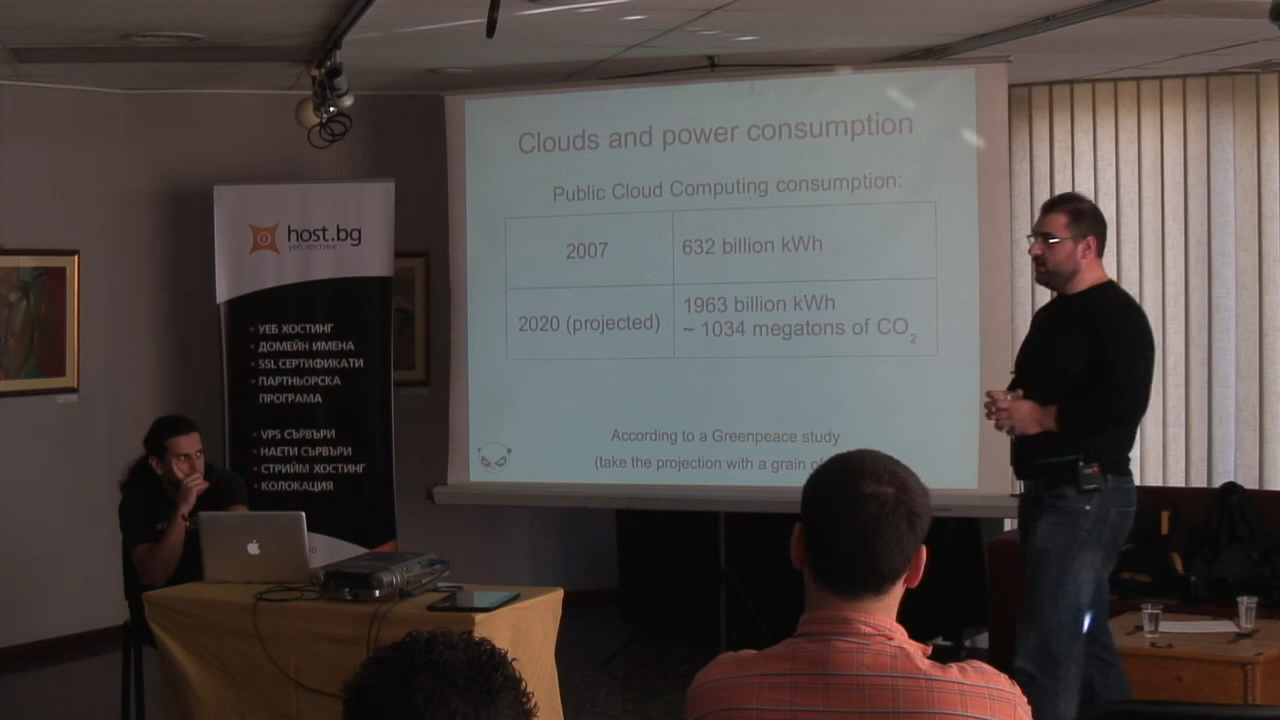 Clouds and power consumption
Public Cloud Computing consumption:
2007
632 billion kWh
2020 (projected)
1963 billion kWh
~ 1034 megatons of CO2
According to a Greenpeace study
(take the projection with a grain
host.bg
уеб хостинг
• УЕБ ХОСТИНГ
• ДОМЕЙН ИМЕНА
• SSL СЕРТИФИКАТИ
• ПАРТНЬОРСКА
ПРОГРАМА
• VPS СЪРВЪРИ
• НАЕТИ СЪРВЪРИ
• СТРИЙМ ХОСТИНГ
• КОЛОКАЦИЯ